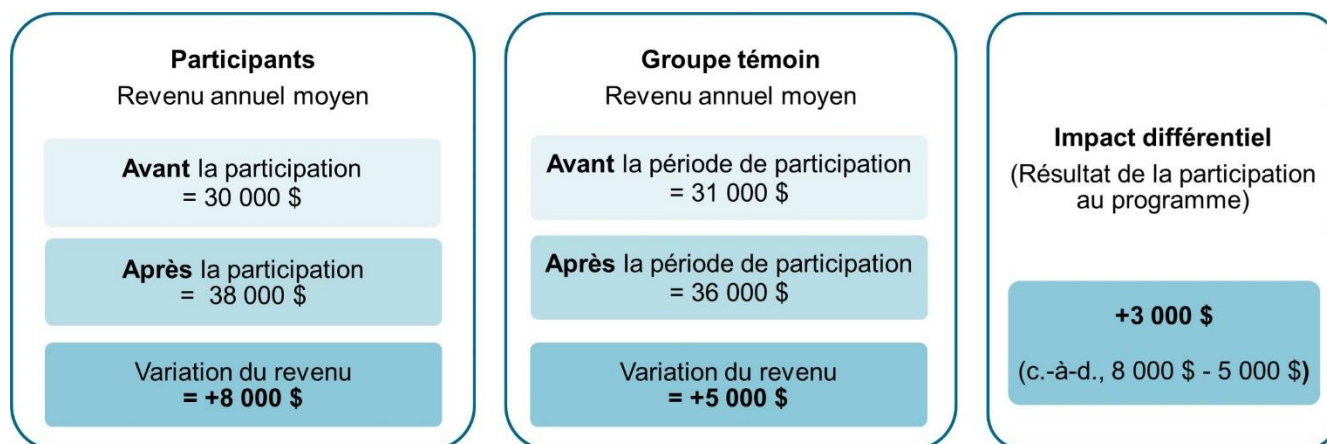 Participants
Revenu annuel moyen
Avant la participation
= 30 000 $
Après la participation
= 38 000 $
Variation du revenu
= +8 000 $
Groupe témoin
Revenu annuel moyen
Avant la période de participation
= 31 000 $
Après la période de participation
= 36 000 $
Variation du revenu
= +5 000 $
Impact différentiel
(Résultat de la participation
au programme)
+3 000 $
(c.-à-d., 8 000 $ - 5 000 $)